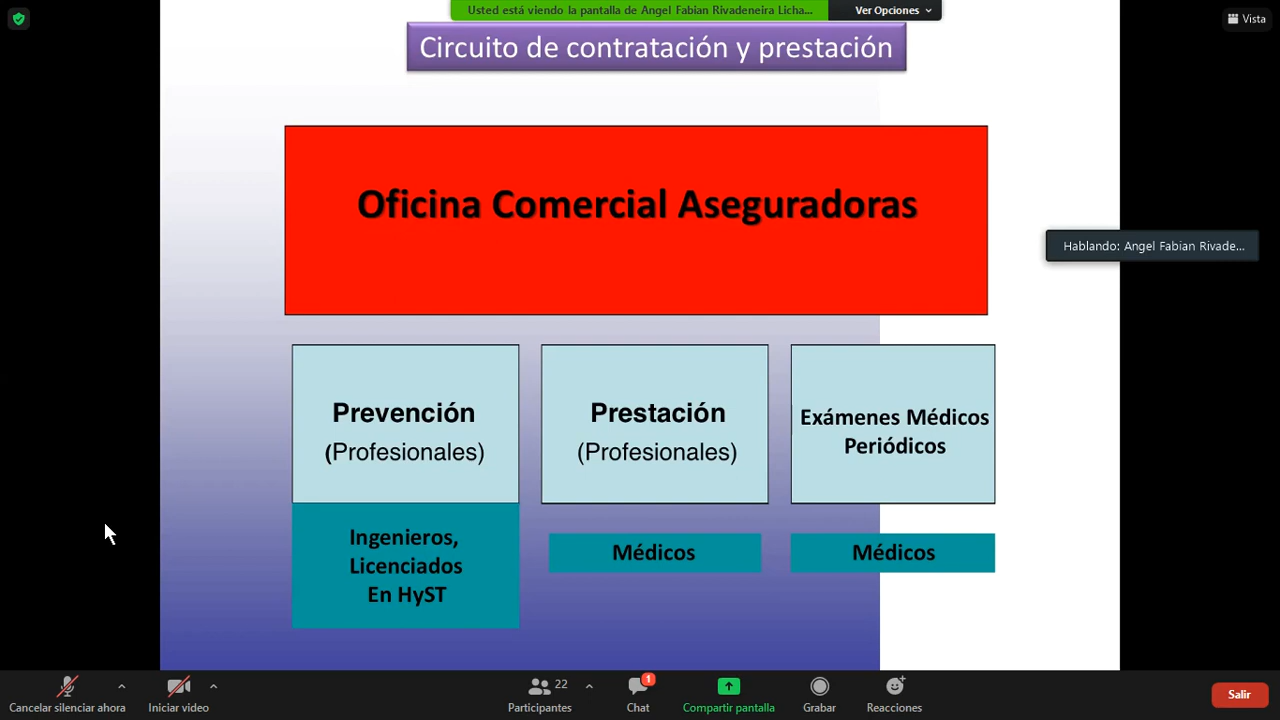 Usted está viendo la pantalla de Angel Fabian Rivadeneira Licha...
Ver Opciones
Vista
Circuito de contratación y prestación
Oficina Comercial Aseguradoras
Hablando: Angel Fabian Rivade...
Prevención
(Profesionales)
Prestación
(Profesionales)
Exámenes Médicos
Periódicos
Ingenieros,
Licenciados
En HyST
Médicos
Médicos
Cancelar silenciar ahora
Iniciar video
22
Participantes
1
Chat
Compartir pantalla
Grabar
Reacciones
Salir